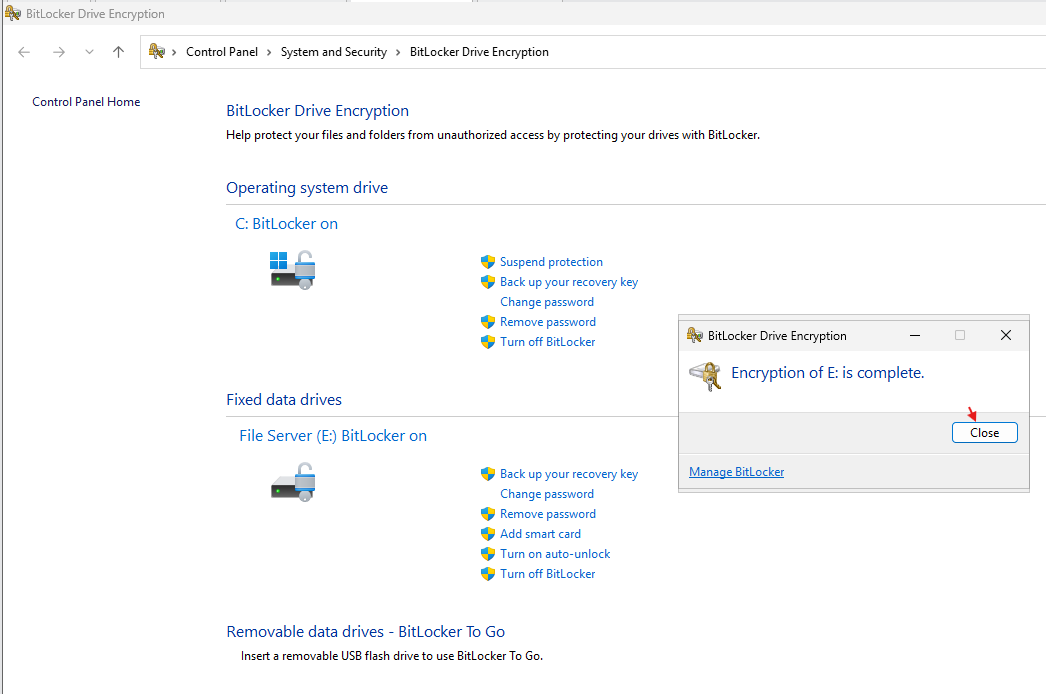 BitLocker Drive Encryption
Control Panel > System and Security > BitLocker Drive Encryption
Control Panel Home
BitLocker Drive Encryption
Help protect your files and folders from unauthorized access by protecting your drives with BitLocker.
Operating system drive
C: BitLocker on
Suspend protection
Back up your recovery key
Change password
Remove password
Turn off BitLocker
Fixed data drives
File Server (E:) BitLocker on
Back up your recovery key
Change password
Remove password
Add smart card
Turn on auto-unlock
Turn off BitLocker
Removable data drives - BitLocker To Go
Insert a removable USB flash drive to use BitLocker To Go.
BitLocker Drive Encryption
Encryption of E: is complete.
Close
Manage BitLocker